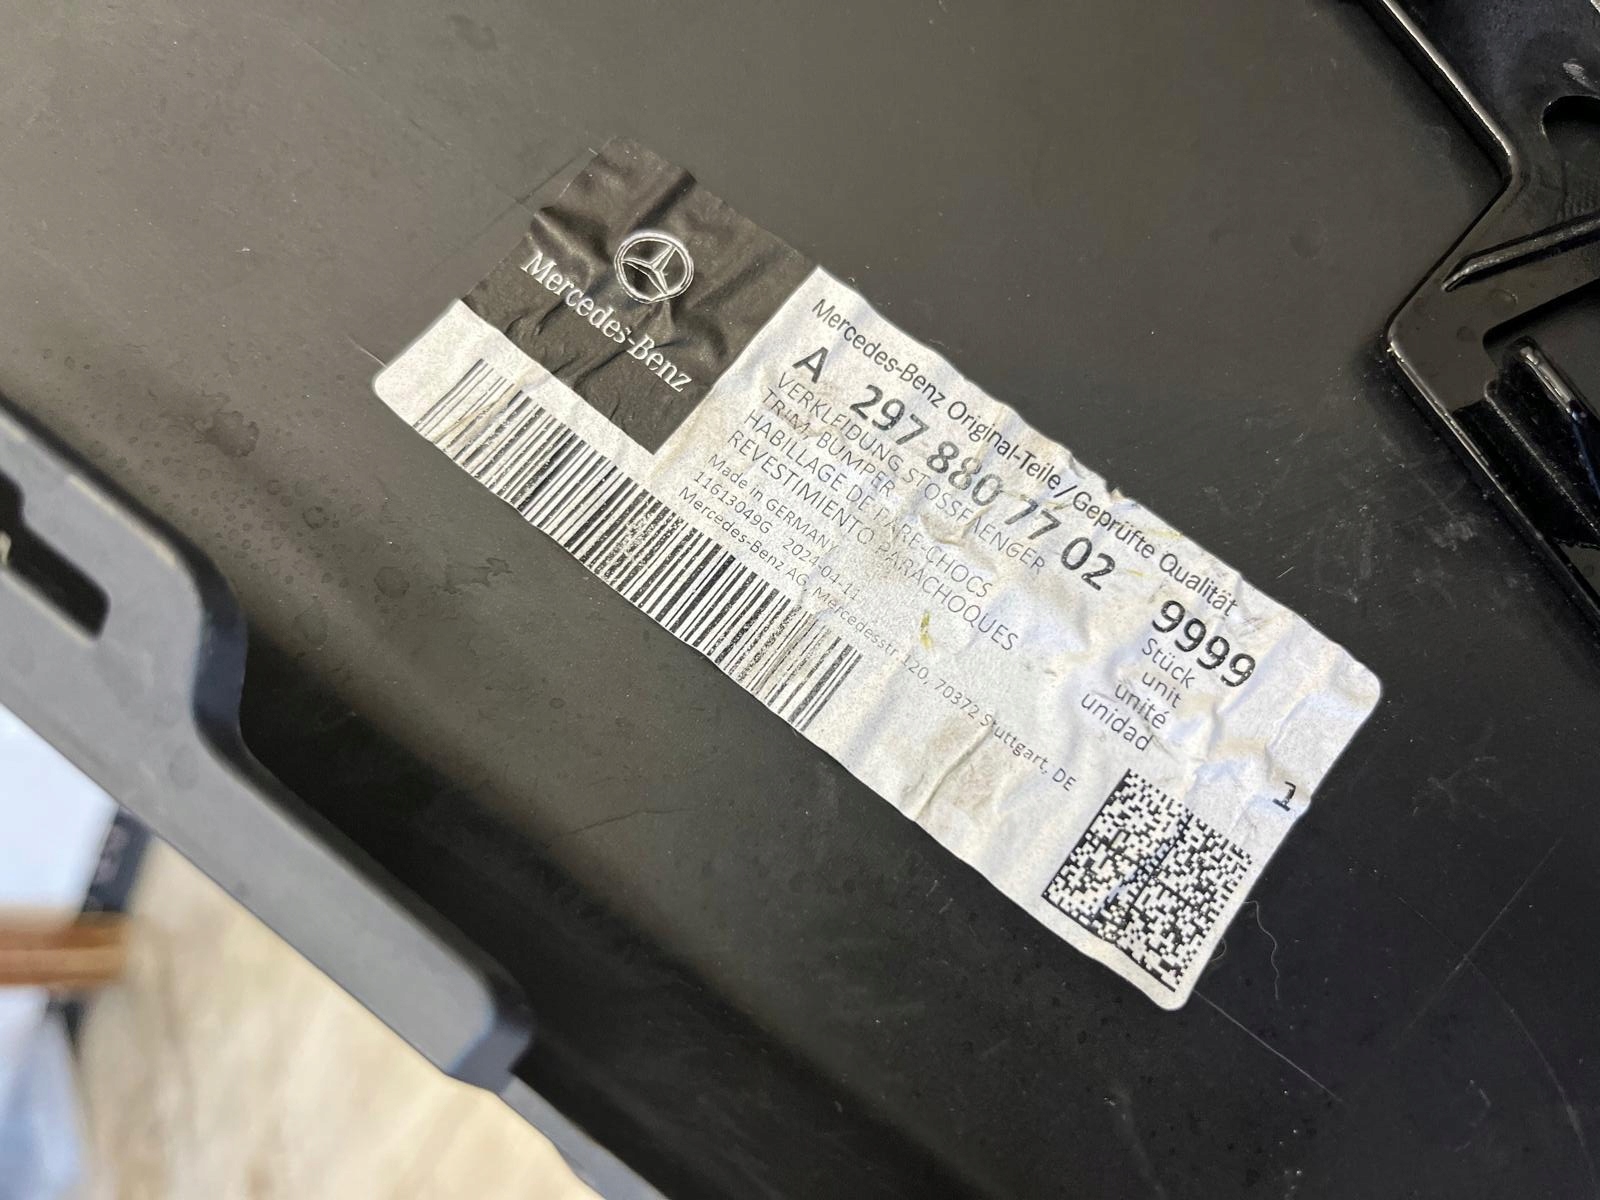 Mercedes-Benz
Mercedes-Benz Original-Teile/Geprüfte Qualität
A 297 880 77 02 9999
VERKLEIDUNG STOSSFAENGER
TRIM, BUMPER
HABILLAGE DE PARE-CHOCS
REVESTIMIENTO PARACHOQUES
Stück
unit
unité
unidad
1
Made in GERMANY
11613049G 2024-04-11
Mercedes-Benz AG, Mercedesstr 120, 70372 Stuttgart, DE